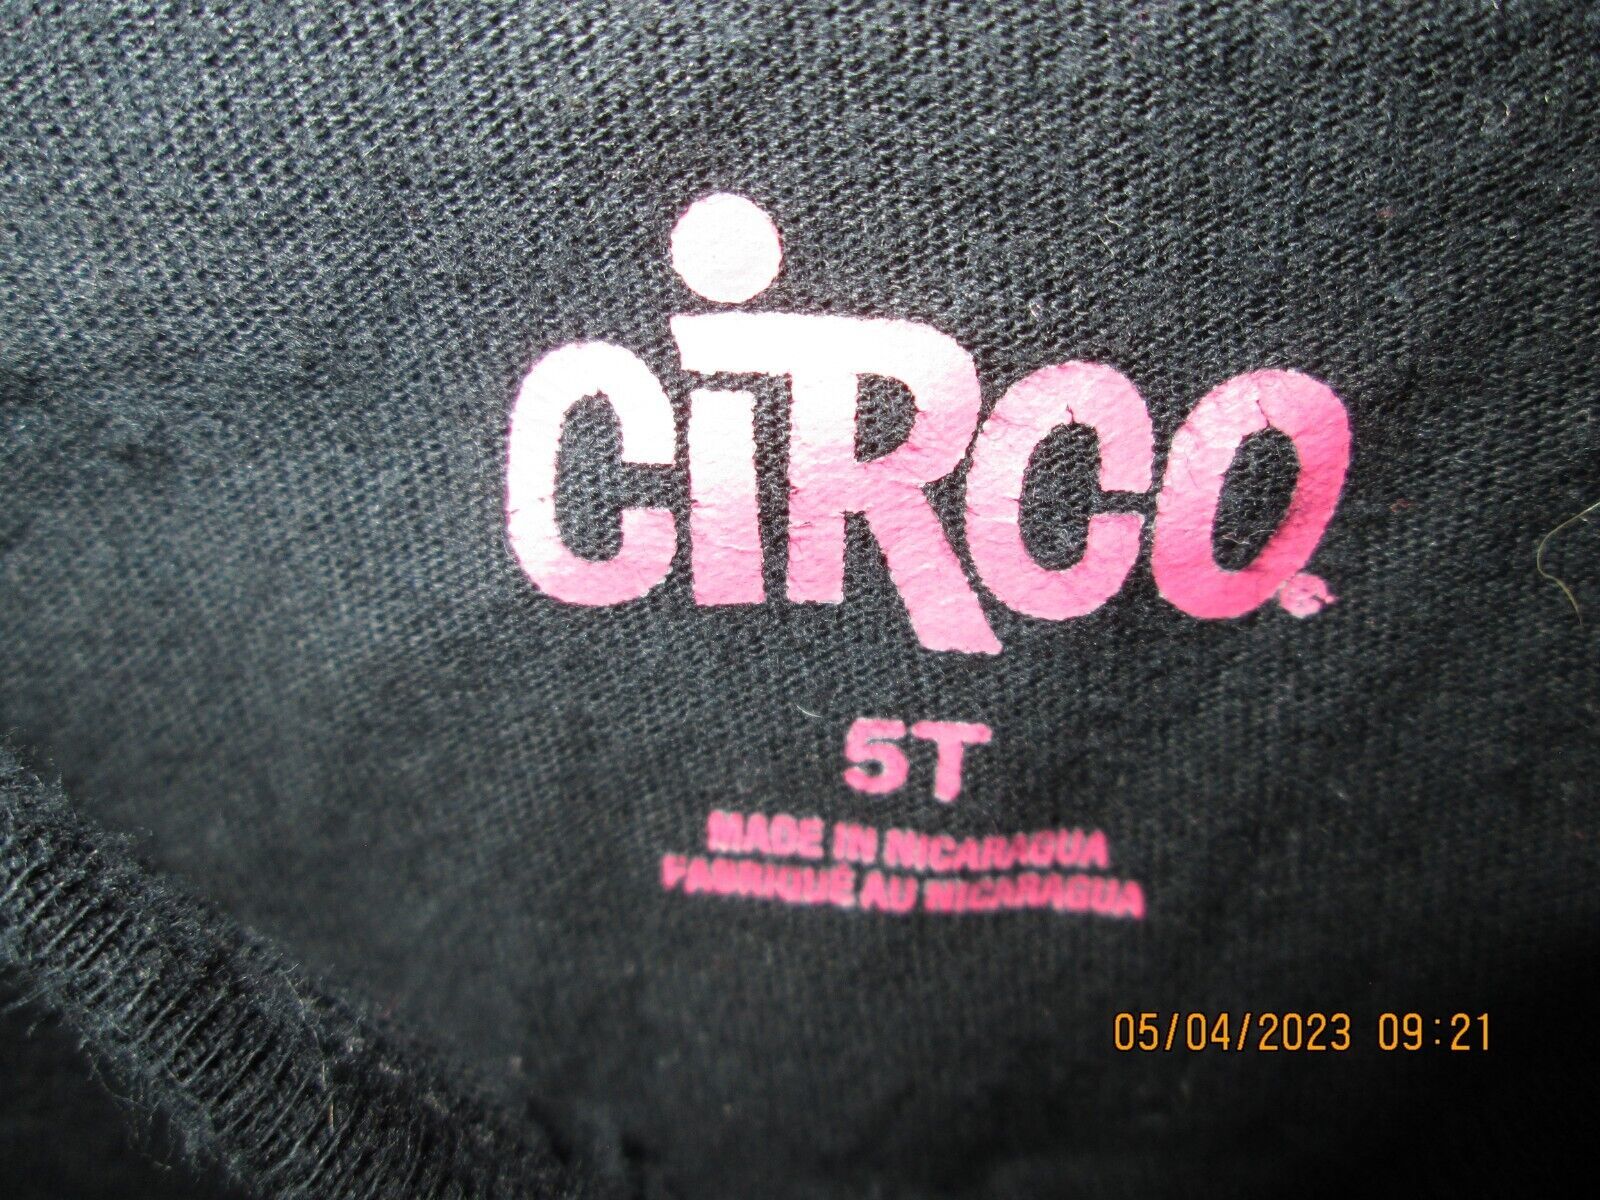 CiRCO®
5T
MADE IN NICARAGUA
FABRIQUÉ AU NICARAGUA
05/04/2023 09:21